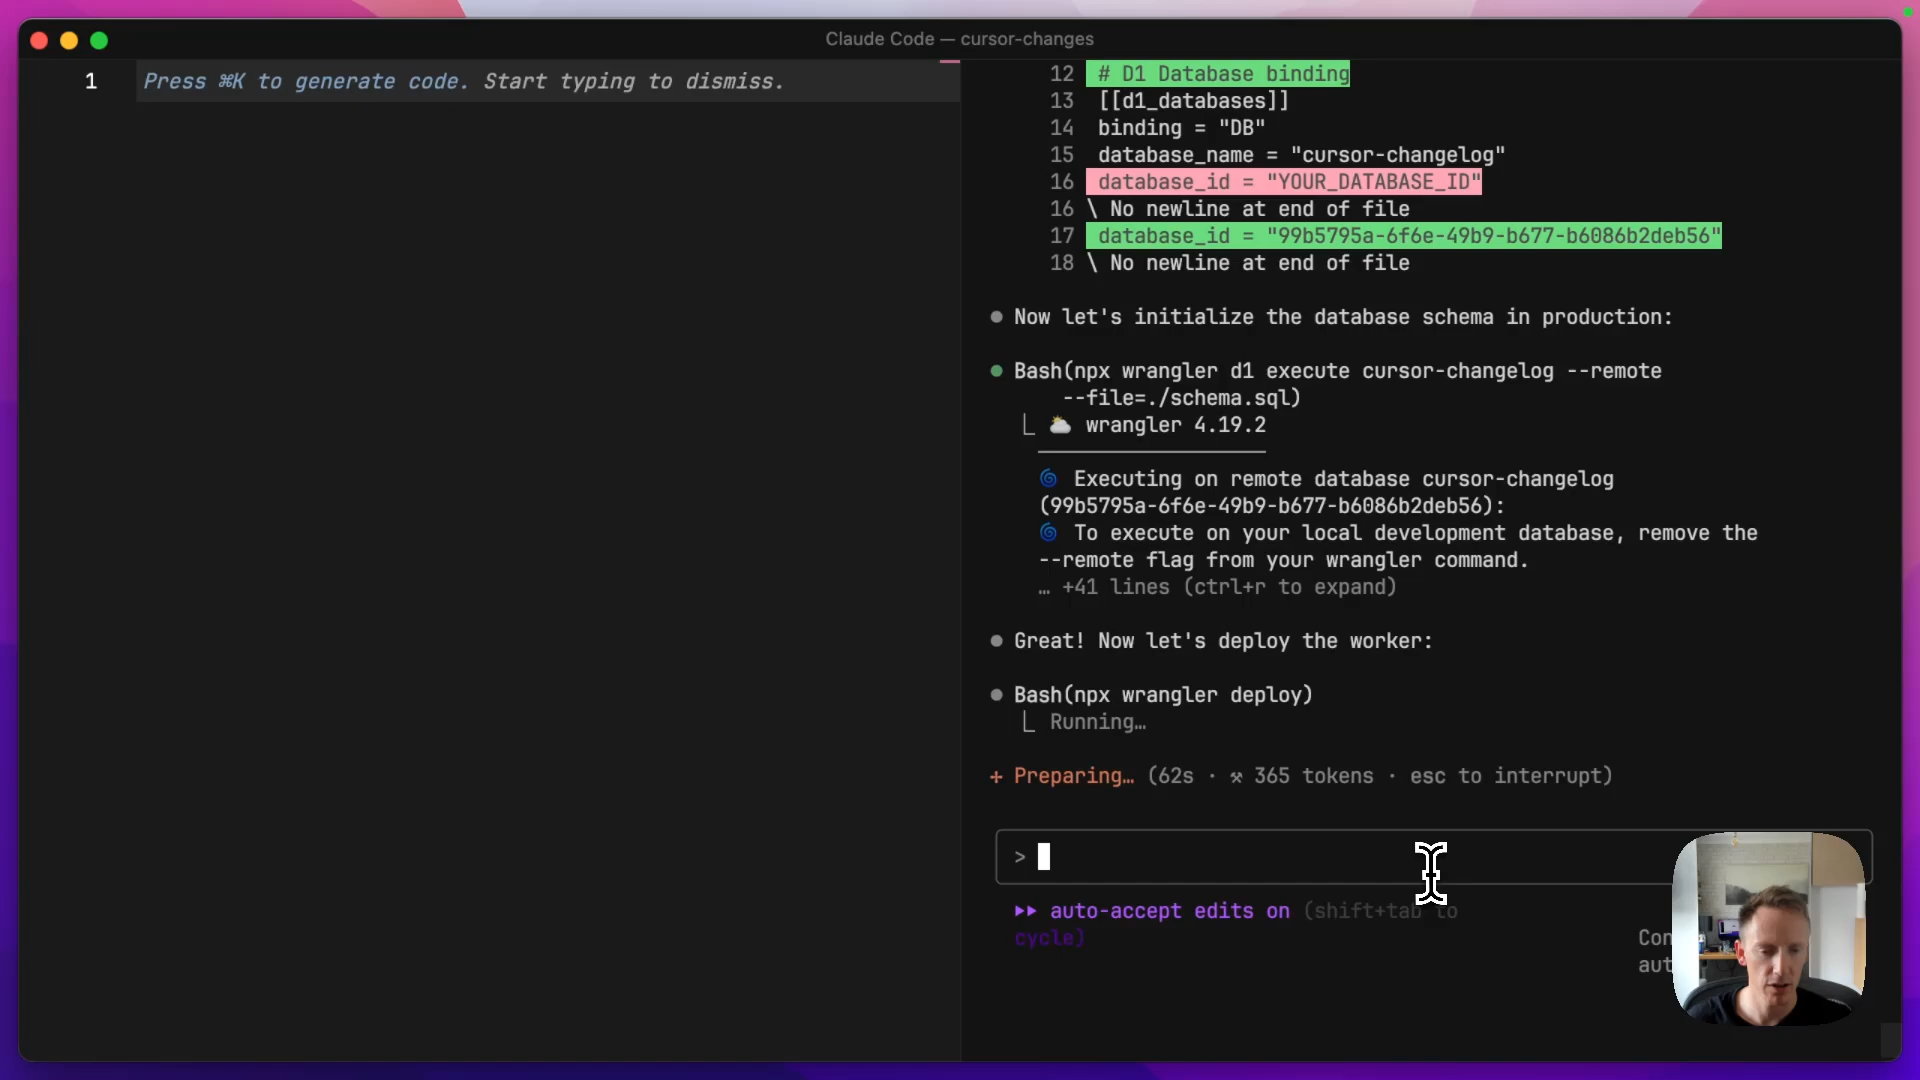 Claude Code — cursor-changes
1 Press ⌘K to generate code. Start typing to dismiss.
12 # D1 Database binding
13 [[d1_databases]]
14 binding = "DB"
15 database_name = "cursor-changelog"
16 database_id = "YOUR_DATABASE_ID"
16 \ No newline at end of file
17 database_id = "99b5795a-6f6e-49b9-b677-b6086b2deb56"
18 \ No newline at end of file
● Now let's initialize the database schema in production:
● Bash(npx wrangler d1 execute cursor-changelog --remote
--file=./schema.sql)
⎿ ⛅ wrangler 4.19.2
───────────────────
🌀 Executing on remote database cursor-changelog
(99b5795a-6f6e-49b9-b677-b6086b2deb56):
🌀 To execute on your local development database, remove the
--remote flag from your wrangler command.
… +41 lines (ctrl+r to expand)
● Great! Now let's deploy the worker:
● Bash(npx wrangler deploy)
⎿ Running…
+ Preparing… (62s · ⚒ 365 tokens · esc to interrupt)
>
⏵⏵ auto-accept edits on (shift+tab to
cycle)
Con
aut